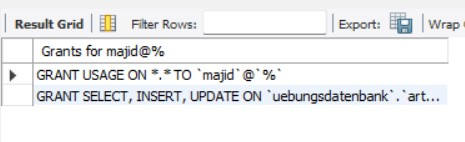 Result Grid Filter Rows: Export: Wrap
Grants for majid@%
GRANT USAGE ON *.* TO `majid`@`%`
GRANT SELECT, INSERT, UPDATE ON `uebungsdatenbank`.`art...